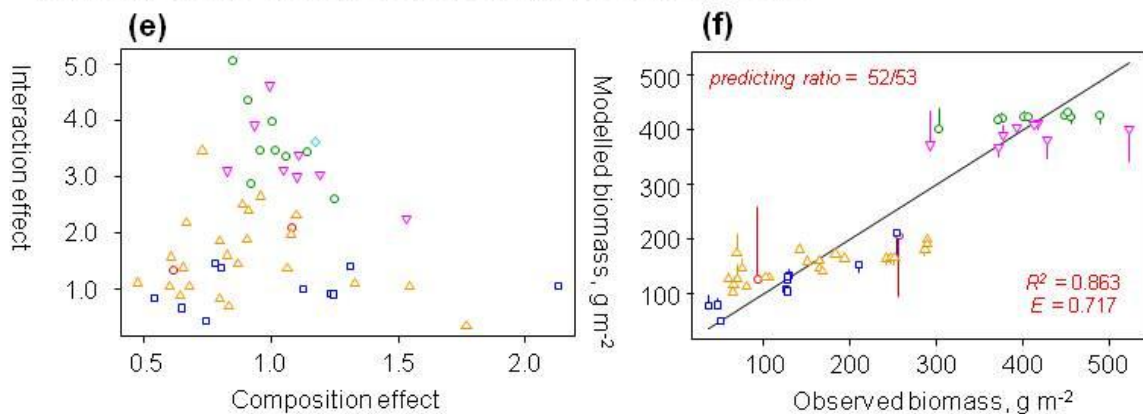 (e)
Interaction effect
5.0
4.0
3.0
2.0
1.0
0.5
1.0
1.5
2.0
Composition effect
(f)
Modelled biomass, g m⁻²
predicting ratio = 52/53
500
400
300
200
100
R² = 0.863
E = 0.717
100
200
300
400
500
Observed biomass, g m⁻²